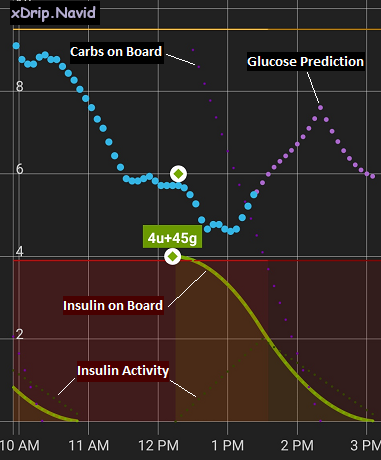 xDrip.Navid
Carbs on Board
Glucose Prediction
8
6
4u+45g
4
Insulin on Board
2
Insulin Activity
10 AM 11 AM 12 PM 1 PM 2 PM 3 PM